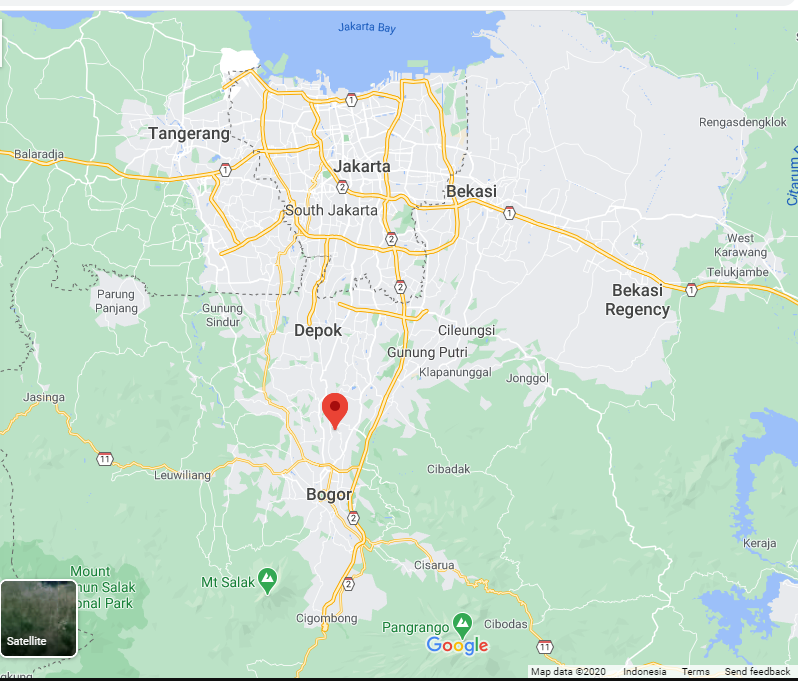 Jakarta Bay
1
Rengasdengklok
Tangerang
Balaradja
1
Jakarta
Citarum
2
Bekasi
South Jakarta
1
2
West
Karawang
Telukjambe
2
Bekasi
Regency
1
Parung
Panjang
Gunung
Sindur
Depok
Cileungsi
Gunung Putri
Klapanunggal
Jonggol
Jasinga
11
Leuwiliang
Cibadak
Bogor
2
Keraja
Cisarua
Mount
mun Salak
onal Park
Mt Salak
2
Cigombong
Pangrango
Cibodas
Satellite
Google
11
Map data ©2020 Indonesia Terms Send feedback